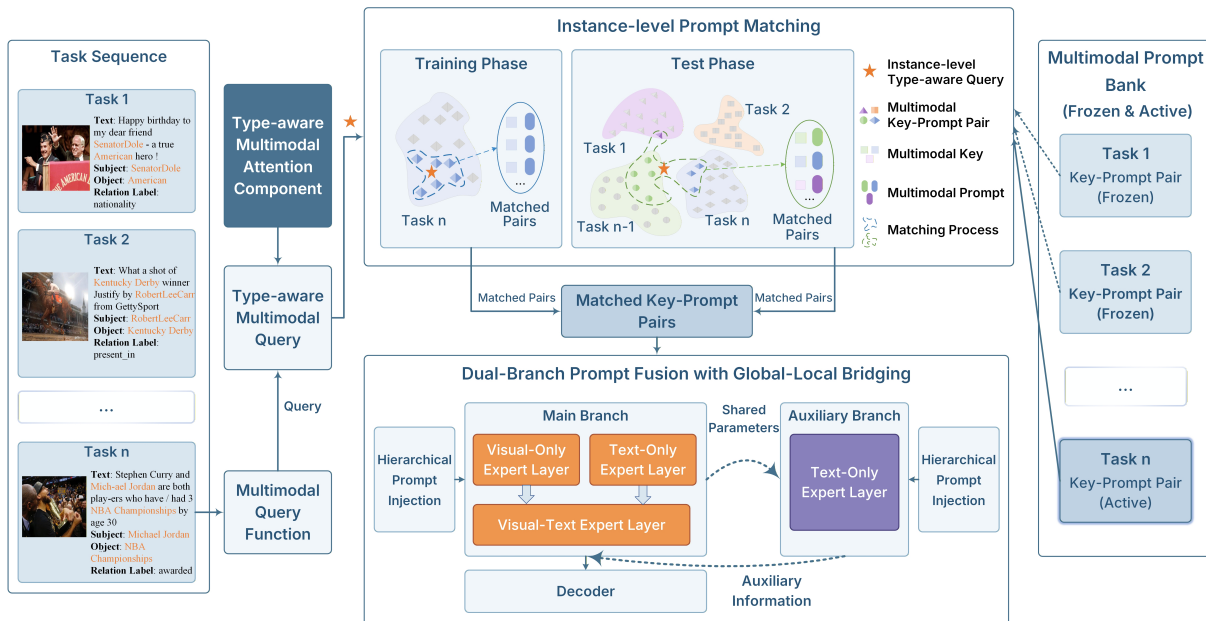 Task Sequence
Task 1
Text: Happy birthday to
my dear friend
SenatorDole - a true
American hero !
Subject: SenatorDole
Object: American
Relation Label:
nationality
Task 2
Text: What a shot of
Kentucky Derby winner
Justify by RobertLeeCarr
from GettySport
Subject: RobertLeeCarr
Object: Kentucky Derby
Relation Label:
present_in
...
Task n
Text: Stephen Curry and
Mich-ael Jordan are both
play-ers who have / had 3
NBA Championships by
age 30
Subject: Michael Jordan
Object: NBA
Championships
Relation Label: awarded
Type-aware
Multimodal
Attention
Component
Type-aware
Multimodal
Query
Query
Multimodal
Query
Function
Instance-level Prompt Matching
Training Phase
Task n
...
Matched
Pairs
Test Phase
Task 1
Task 2
Task n-1
Task n
...
Matched
Pairs
Instance-level
Type-aware Query
Multimodal
Key-Prompt Pair
Multimodal Key
Multimodal Prompt
Matching Process
Matched Pairs
Matched Key-Prompt
Pairs
Matched Pairs
Dual-Branch Prompt Fusion with Global-Local Bridging
Hierarchical
Prompt
Injection
Main Branch
Visual-Only
Expert Layer
Text-Only
Expert Layer
Visual-Text Expert Layer
Shared
Parameters
Auxiliary Branch
Text-Only
Expert Layer
Hierarchical
Prompt
Injection
Decoder
Auxiliary
Information
Multimodal Prompt
Bank
(Frozen & Active)
Task 1
Key-Prompt Pair
(Frozen)
Task 2
Key-Prompt Pair
(Frozen)
...
Task n
Key-Prompt Pair
(Active)